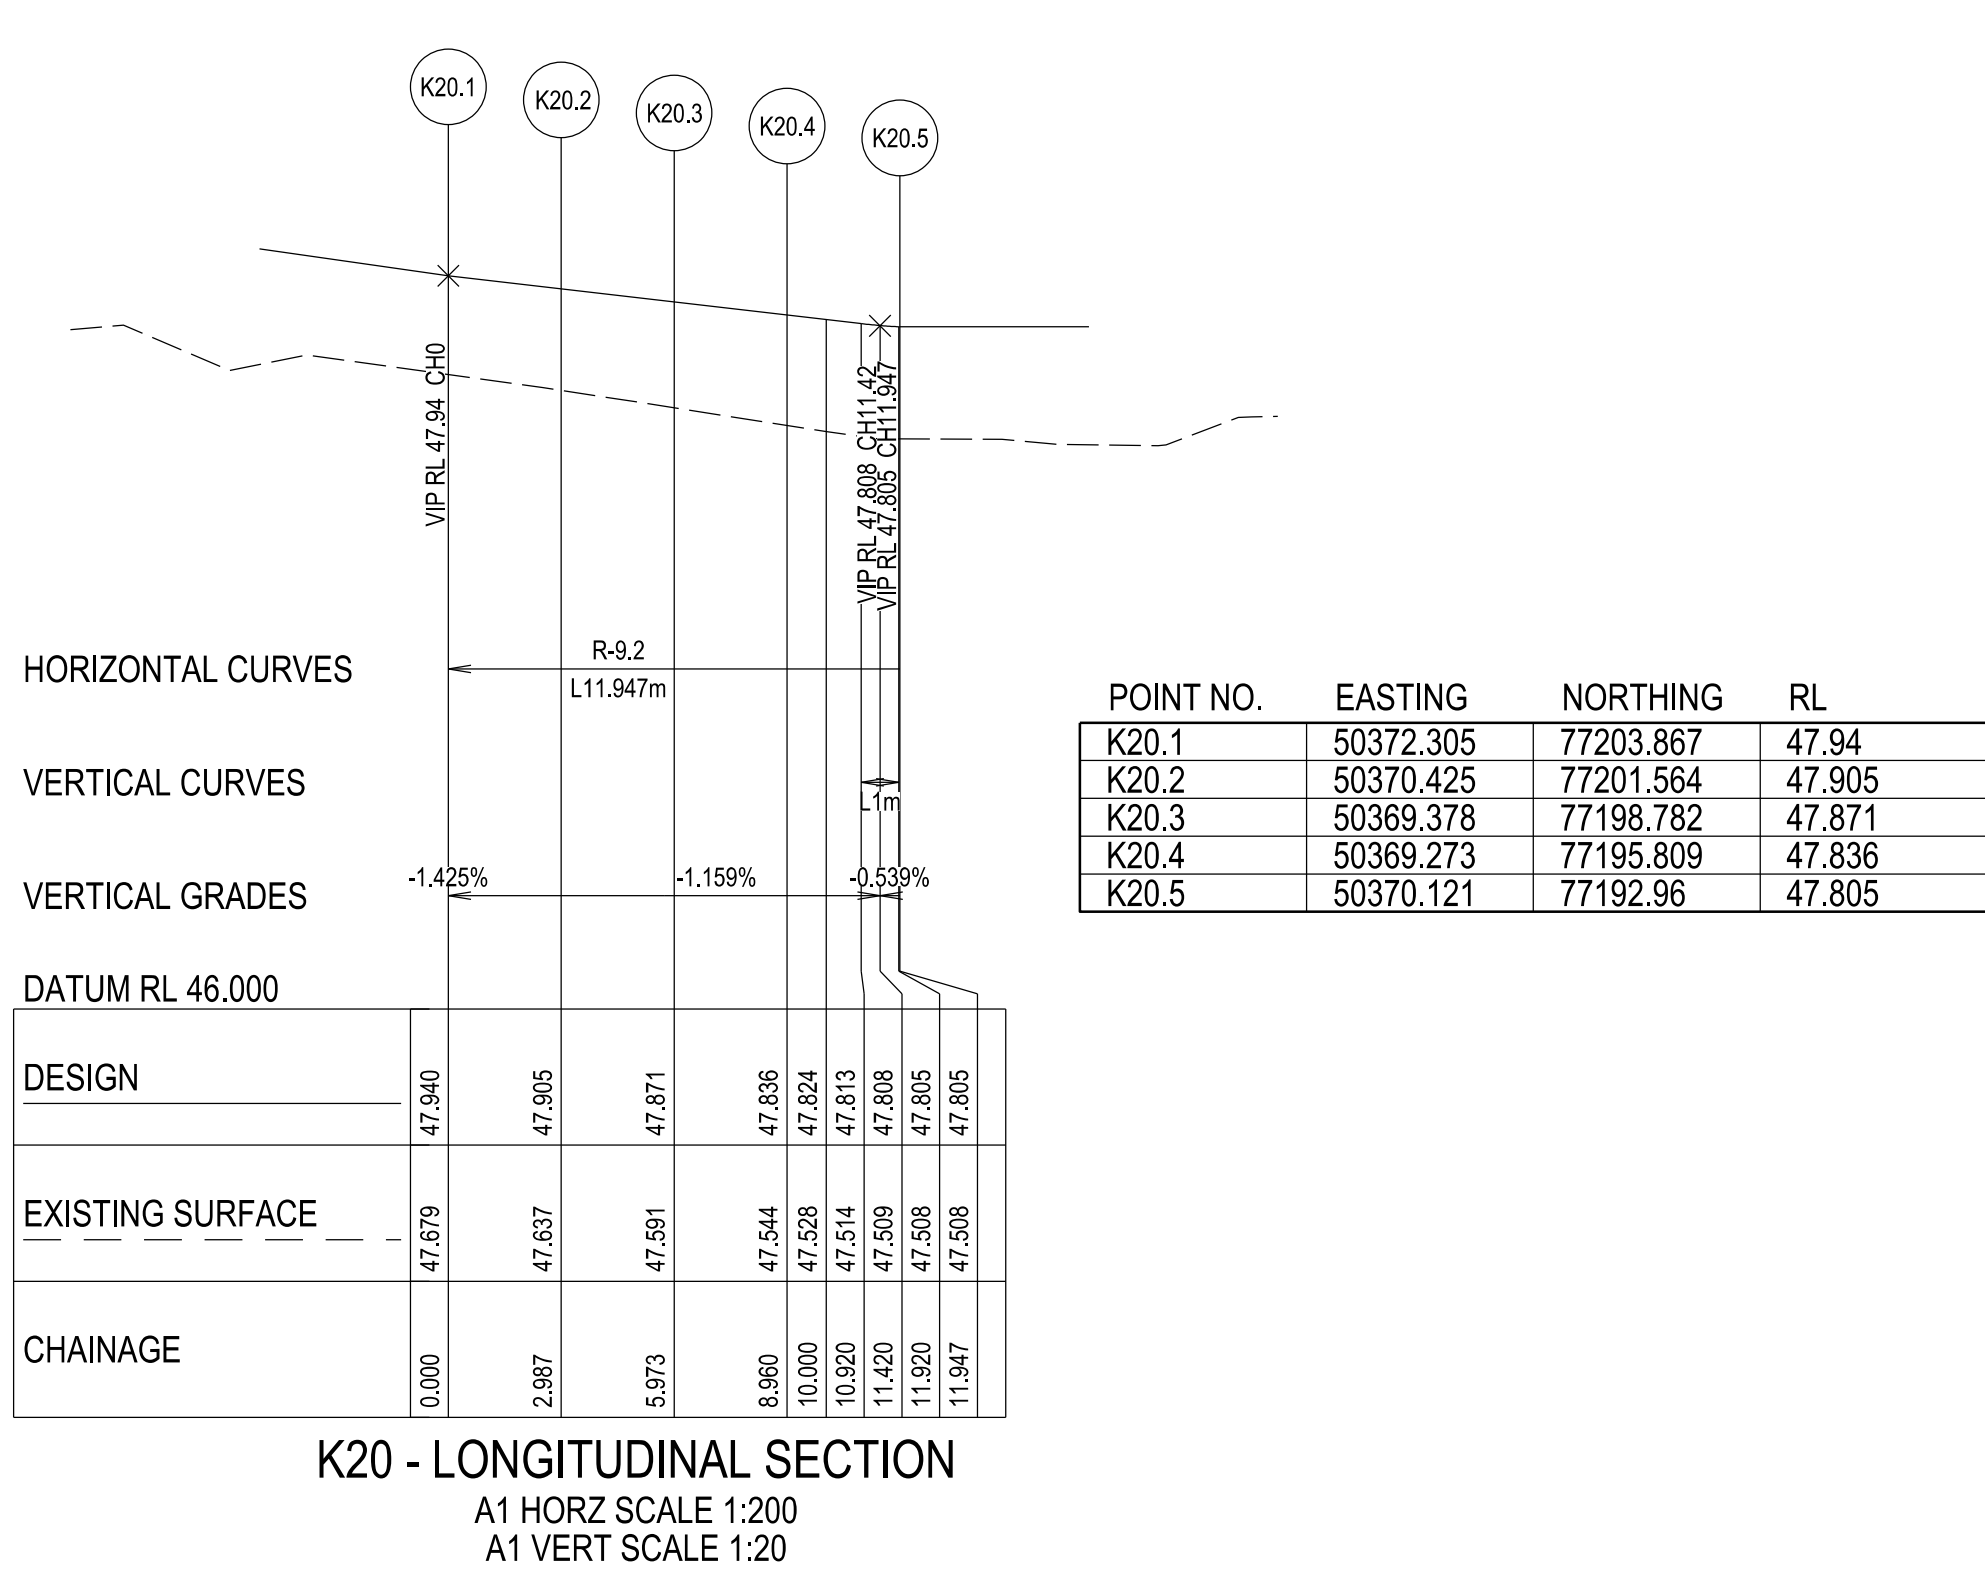 K20.1 K20.2 K20.3 K20.4 K20.5
VIP RL 47.94 CH0
VIP RL 47.808 CH11.42
VIP RL 47.805 CH11.947
HORIZONTAL CURVES
R-9.2
L11.947m
VERTICAL CURVES
L1m
VERTICAL GRADES
-1.425% -1.159% -0.539%
DATUM RL 46.000
DESIGN 47.940 47.905 47.871 47.836 47.824 47.813 47.808 47.805 47.805
EXISTING SURFACE 47.679 47.637 47.591 47.544 47.528 47.514 47.509 47.508 47.508
CHAINAGE 0.000 2.987 5.973 8.960 10.000 10.920 11.420 11.920 11.947
K20 - LONGITUDINAL SECTION
A1 HORZ SCALE 1:200
A1 VERT SCALE 1:20
POINT NO. EASTING NORTHING RL
K20.1 50372.305 77203.867 47.94
K20.2 50370.425 77201.564 47.905
K20.3 50369.378 77198.782 47.871
K20.4 50369.273 77195.809 47.836
K20.5 50370.121 77192.96 47.805